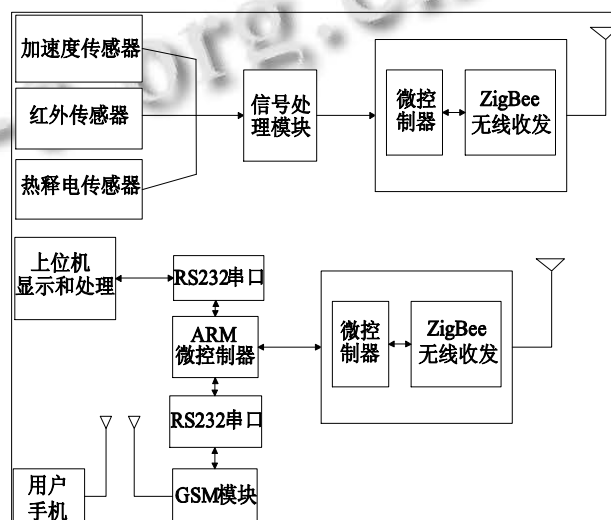 org.cn
加速度传感器
红外传感器
热释电传感器
信号处
理模块
微控
制器
ZigBee
无线收发
上位机
显示和处理
RS232串口
ARM
微控制器
RS232串口
GSM模块
微控
制器
ZigBee
无线收发
用户
手机